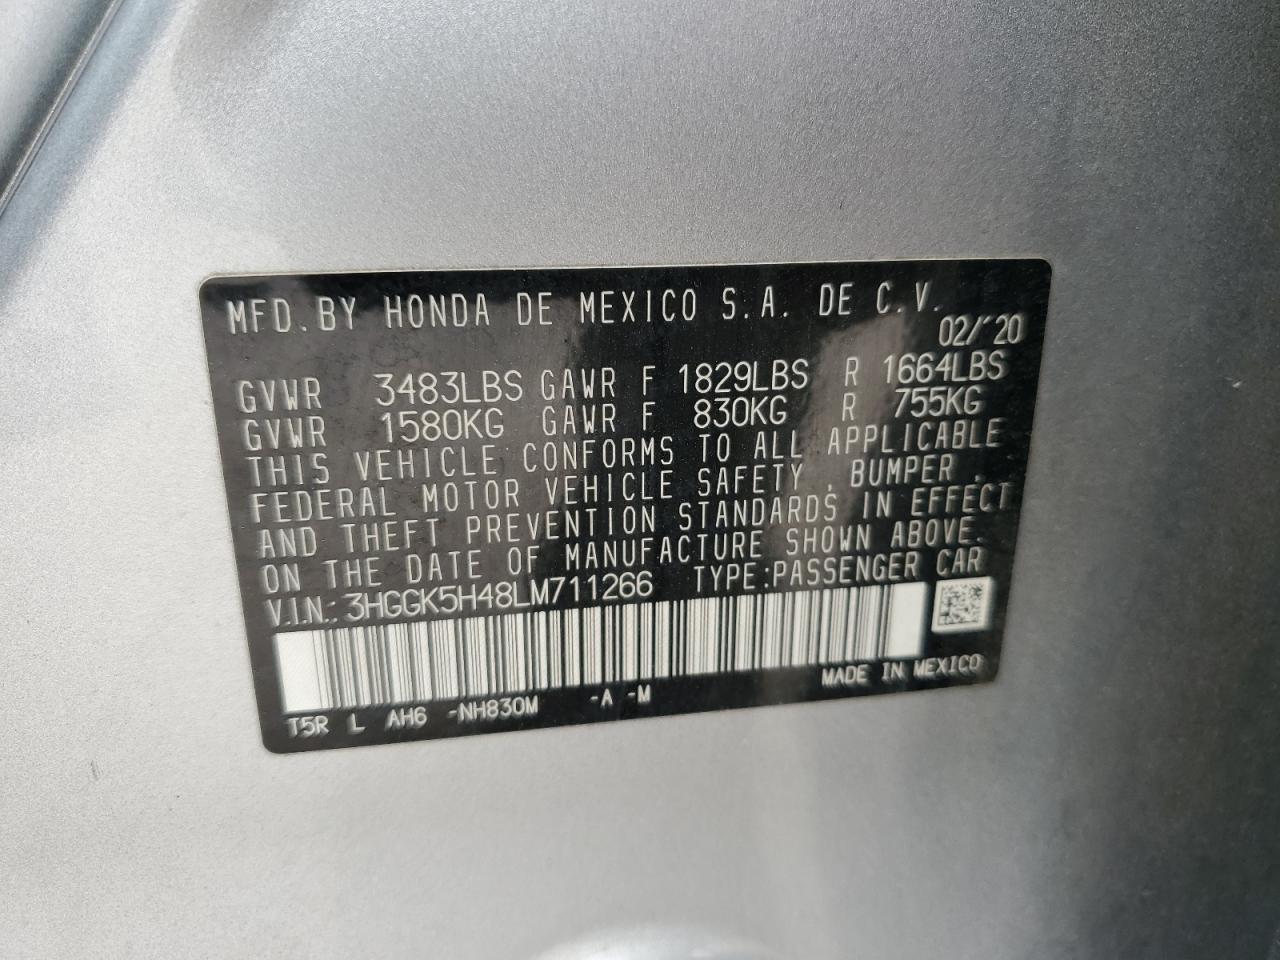 MFD.BY HONDA DE MEXICO S.A. DE C.V.
02/'20
GVWR 3483LBS GAWR F 1829LBS R 1664LBS
GVWR 1580KG GAWR F 830KG R 755KG
THIS VEHICLE CONFORMS TO ALL APPLICABLE
FEDERAL MOTOR VEHICLE SAFETY , BUMPER ,
AND THEFT PREVENTION STANDARDS IN EFFECT
ON THE DATE OF MANUFACTURE SHOWN ABOVE.
V.I.N.: 3HGGK5H48LM711266 TYPE:PASSENGER CAR
MADE IN MEXICO
T5R L AH6 -NH830M -A -M